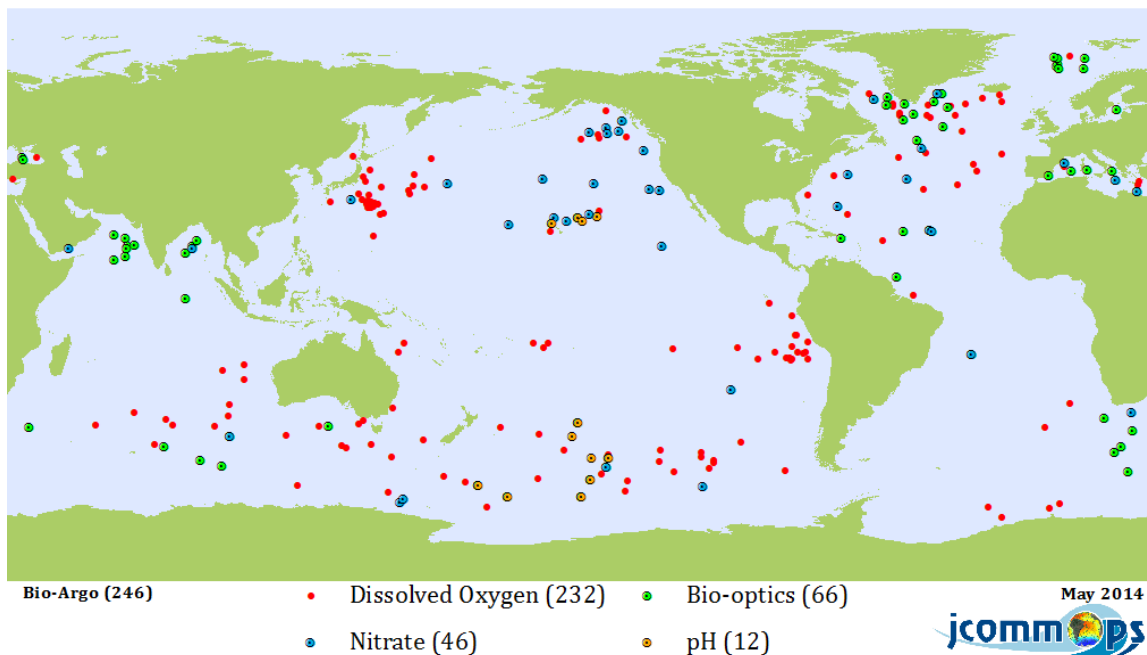 Bio-Argo (246)
Dissolved Oxygen (232)
Bio-optics (66)
May 2014
Nitrate (46)
pH (12)
jcommops